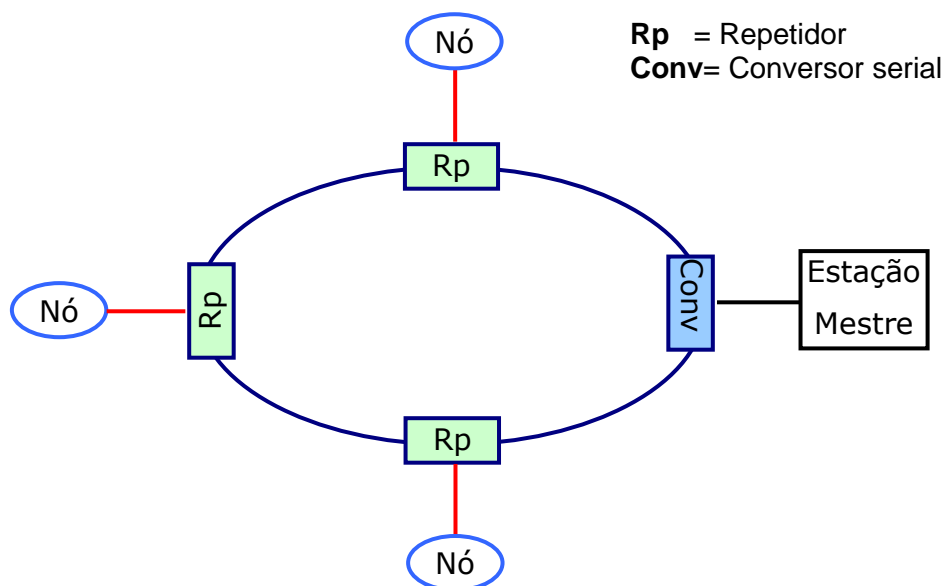 Nó
Rp = Repetidor
Conv= Conversor serial
Rp
Nó
Rp
Conv
Estação
Mestre
Rp
Nó